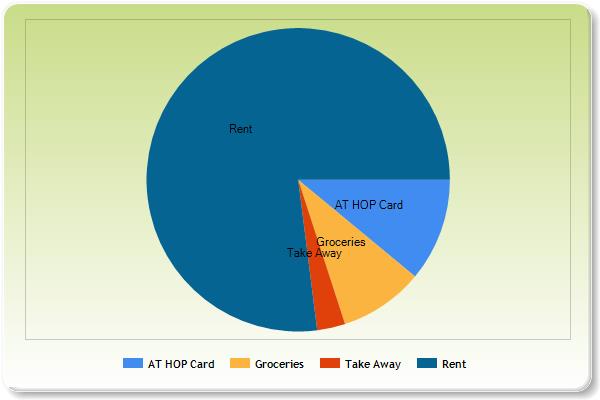 Rent
AT HOP Card
Groceries
Take Away
AT HOP Card Groceries Take Away Rent